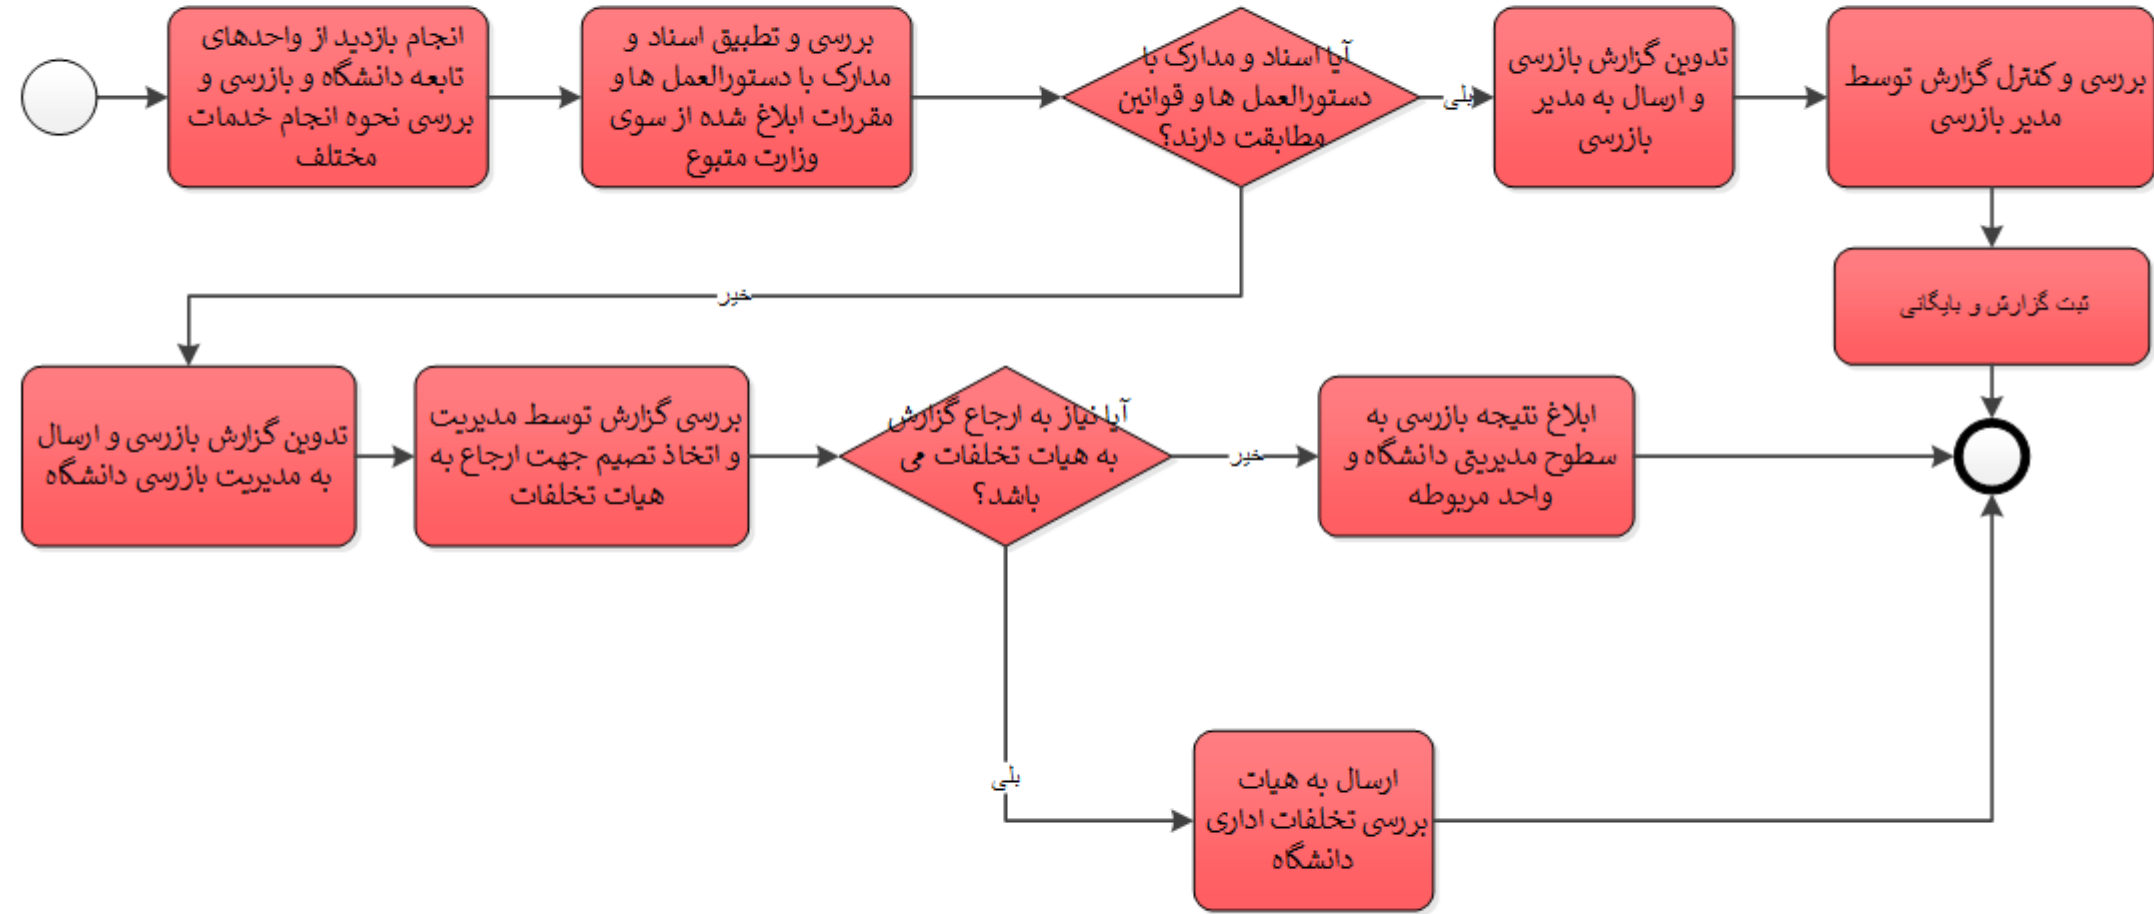 انجام بازدید از واحدهای
تابعه دانشگاه و بازرسی و
بررسی نحوه انجام خدمات
مختلف
بررسی و تطبیق اسناد و
مدارک با دستورالعمل ها و
مقررات ابلاغ شده از سوی
وزارت متبوع
آیا اسناد و مدارک با
دستورالعمل ها و قوانین
مطابقت دارند؟
بلی
تدوین گزارش بازرسی
و ارسال به مدیر
بازرسی
بررسی و کنترل گزارش توسط
مدیر بازرسی
ثبت گزارش و بایگانی
خیر
تدوین گزارش بازرسی و ارسال
به مدیریت بازرسی دانشگاه
بررسی گزارش توسط مدیریت
و اتخاذ تصیم جهت ارجاع به
هیات تخلفات
آیا نیاز به ارجاع گزارش
به هیات تخلفات می
باشد؟
خیر
ابلاغ نتیجه بازرسی به
سطوح مدیریتی دانشگاه و
واحد مربوطه
بلی
ارسال به هیات
بررسی تخلفات اداری
دانشگاه